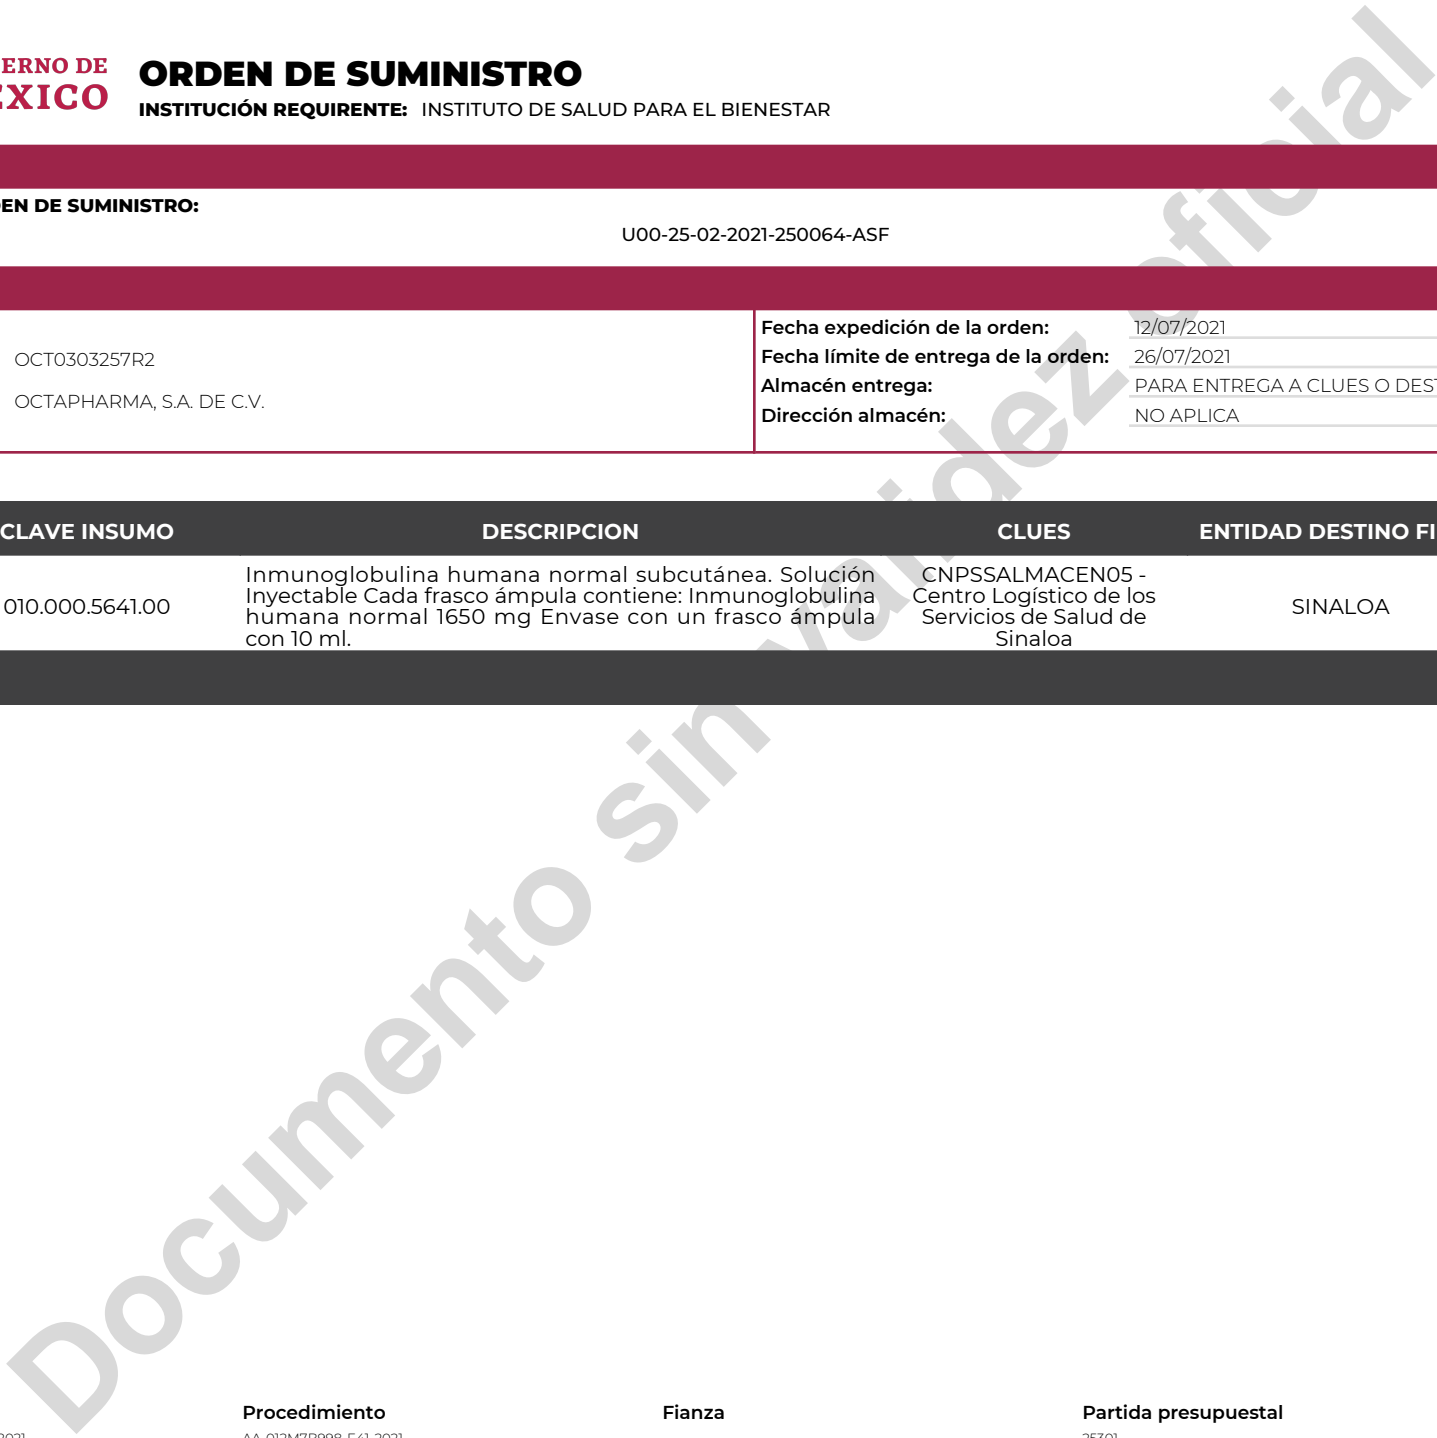 ERNO DE
EXICO
ORDEN DE SUMINISTRO
INSTITUCIÓN REQUIRENTE: INSTITUTO DE SALUD PARA EL BIENESTAR
EN DE SUMINISTRO:
U00-25-02-2021-250064-ASF
OCT0303257R2
OCTAPHARMA, S.A. DE C.V.
Fecha expedición de la orden: 12/07/2021
Fecha límite de entrega de la orden: 26/07/2021
Almacén entrega: PARA ENTREGA A CLUES O DEST
Dirección almacén: NO APLICA
CLAVE INSUMO DESCRIPCION CLUES ENTIDAD DESTINO FI
010.000.5641.00
Inmunoglobulina humana normal subcutánea. Solución
Inyectable Cada frasco ámpula contiene: Inmunoglobulina
humana normal 1650 mg Envase con un frasco ámpula
con 10 ml.
CNPSSALMACEN05 -
Centro Logístico de los
Servicios de Salud de
Sinaloa
SINALOA
Documento sin validez oficial
Procedimiento Fianza Partida presupuestal